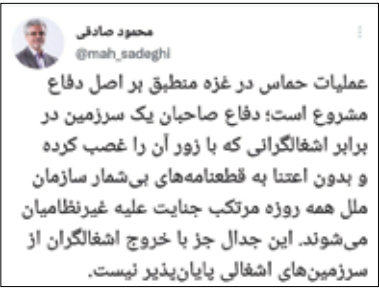 محمود صادقی
@mah_sadeghi
عملیات حماس در غزه منطبق بر اصل دفاع
مشروع است؛ دفاع صاحبان یک سرزمین در
برابر اشغالگرانی که با زور آن را غصب کرده
و بدون اعتنا به قطعنامه‌های بی‌شمار سازمان
ملل همه روزه مرتکب جنایت علیه غیرنظامیان
می‌شوند. این جدال جز با خروج اشغالگران از
سرزمین‌های اشغالی پایان‌پذیر نیست.